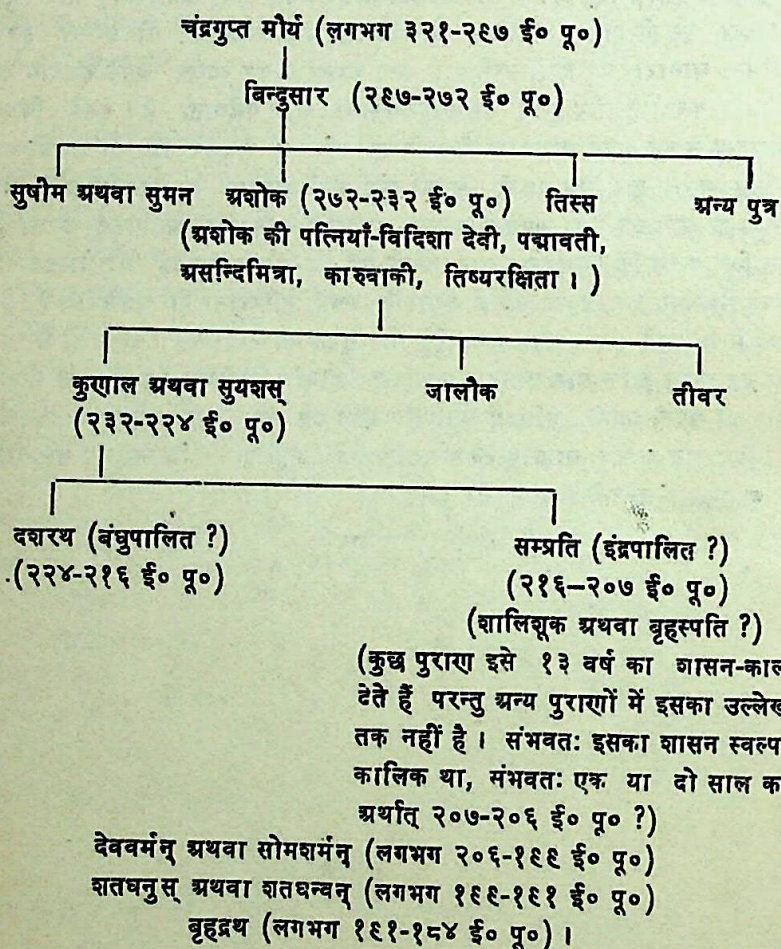 चंद्रगुप्त मौर्य (लगभग ३२१-२९७ ई० पू०)
बिन्दुसार (२९७-२७२ ई० पू०)
सुषीम अथवा सुमन अशोक (२७२-२३२ ई० पू०) तिस्स अन्य पुत्र
(अशोक की पत्नियाँ-विदिशा देवी, पद्मावती,
असन्दिमित्रा, कारुवाकी, तिष्यरक्षिता । )
कुणाल अथवा सुयशस् जालौक तीवर
(२३२-२२४ ई० पू०)
दशरथ (बंधुपालित ?) सम्प्रति (इंद्रपालित ?)
(२२४-२१६ ई० पू०) (२१६-२०७ ई० पू०)
(शालिशूक अथवा बृहस्पति ?)
(कुछ पुराण इसे १३ वर्ष का शासन-काल
देते हैं परन्तु अन्य पुराणों में इसका उल्लेख
तक नहीं है । संभवतः इसका शासन स्वल्प
कालिक था, संभवतः एक या दो साल क
अर्थात् २०७-२०६ ई० पू० ?)
देववर्मन् अथवा सोमशर्मन् (लगभग २०६-१९९ ई० पू०)
शतधनुस् अथवा शतधन्वन् (लगभग १९९-१९१ ई० पू०)
बृहद्रथ (लगभग १९१-१८४ ई० पू०) ।